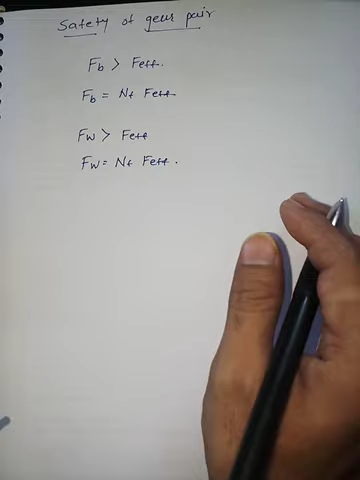 Safety of gear pair
Fb > Feff.
Fb = Nf Feff
Fw > Feff
Fw = Nf Feff.